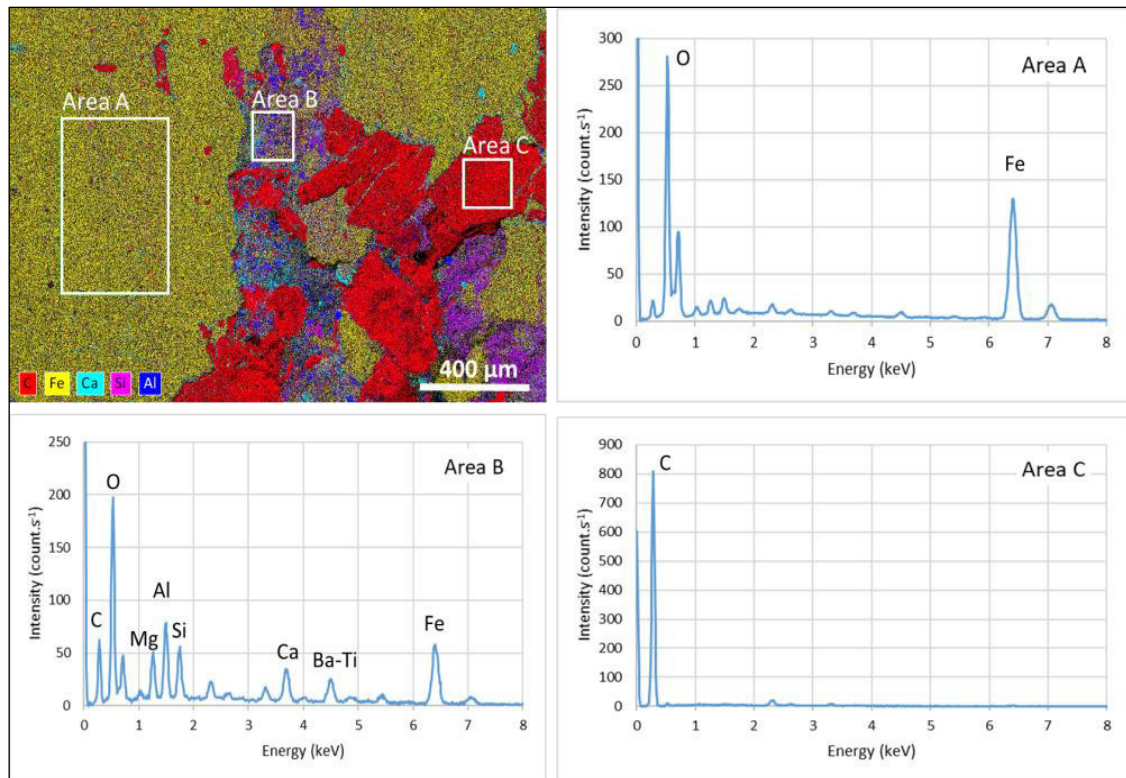 Area A
Area B
Area C
400 µm
C Fe Ca Si Al
Area A
O
Fe
Intensity (count.s⁻¹)
300
250
200
150
100
50
0
0 1 2 3 4 5 6 7 8
Energy (keV)
Area B
O
C
Mg
Al
Si
Ca
Ba-Ti
Fe
Intensity (count.s⁻¹)
250
200
150
100
50
0
0 1 2 3 4 5 6 7 8
Energy (keV)
Area C
C
Intensity (count.s⁻¹)
900
800
700
600
500
400
300
200
100
0
0 1 2 3 4 5 6 7 8
Energy (keV)